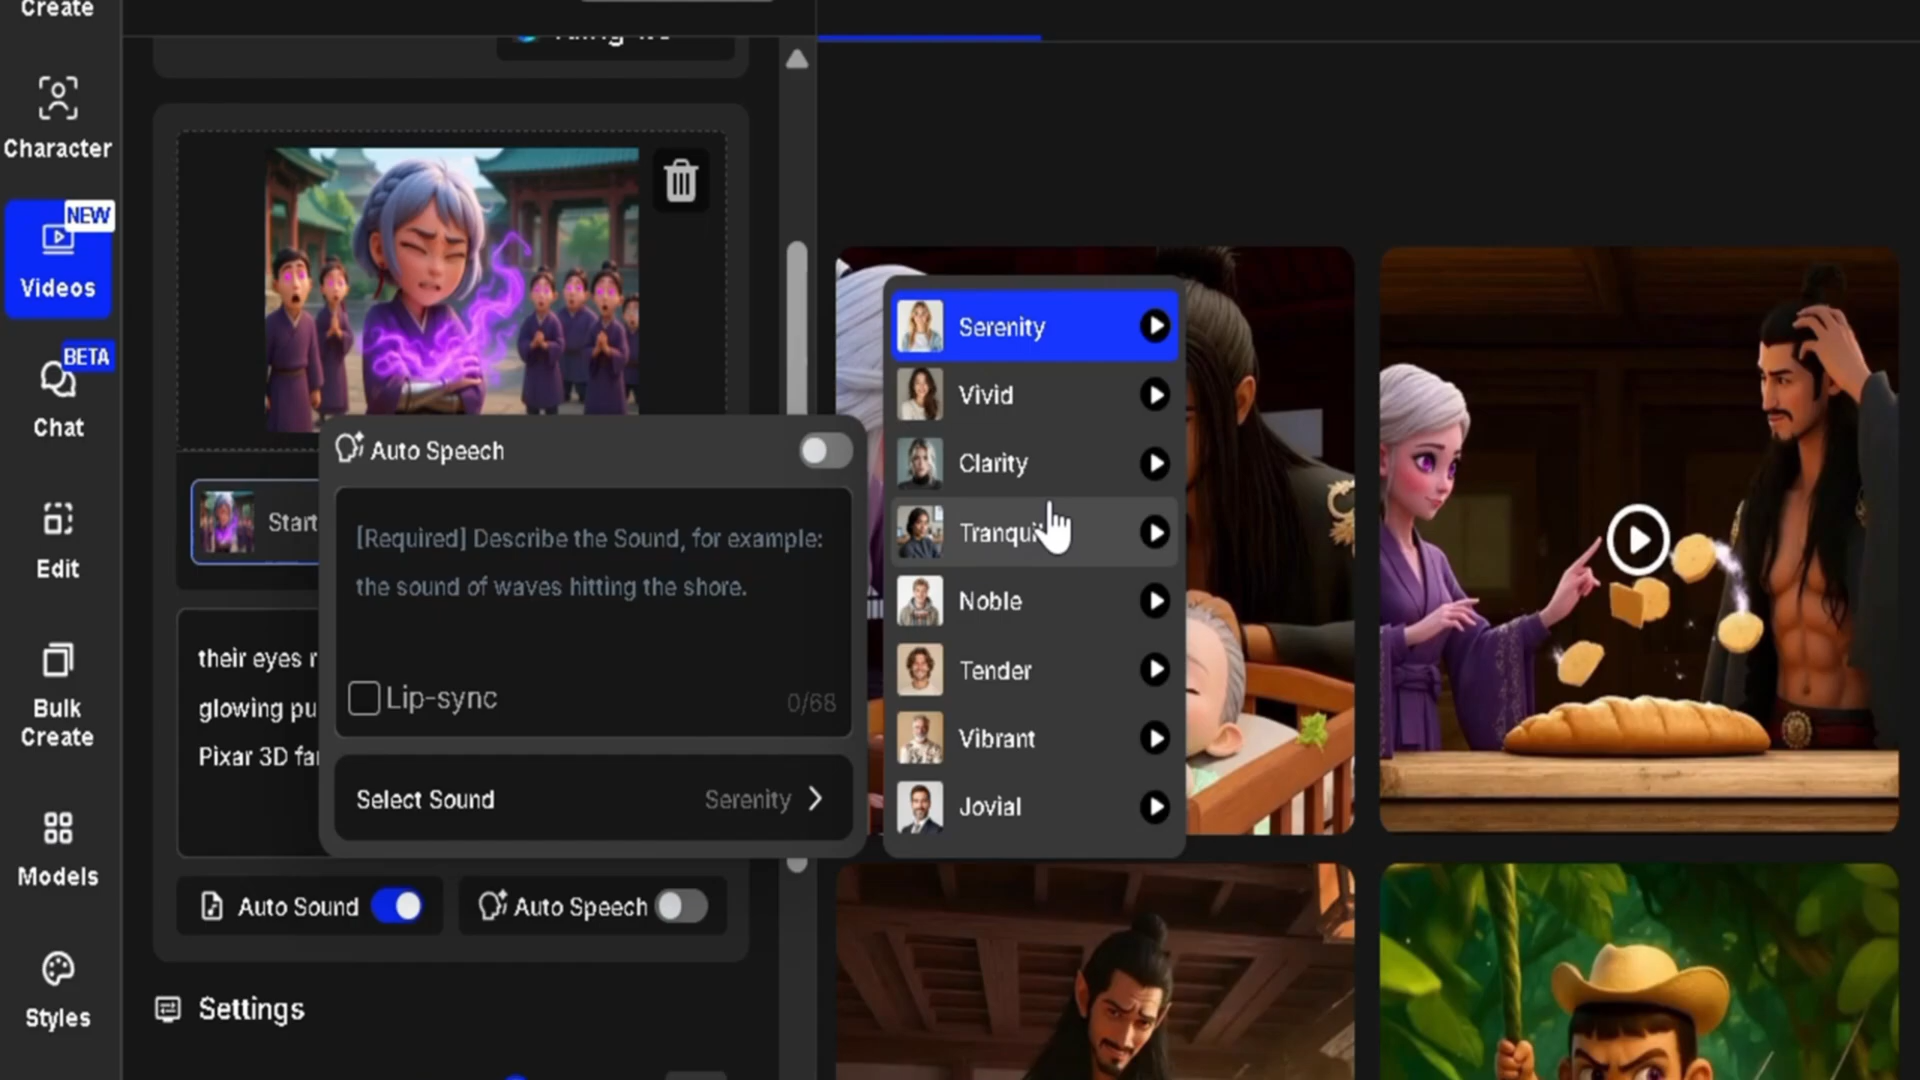 Create
Character
NEW
Videos
BETA
Chat
Edit
Bulk
Create
Models
Styles
Start
their eyes
glowing
Pixar 3D
Auto Speech
[Required] Describe the Sound, for example:
the sound of waves hitting the shore.
Lip-sync
0/68
Select Sound
Serenity
Auto Sound
Auto Speech
Settings
Serenity
Vivid
Clarity
Noble
Tender
Vibrant
Jovial